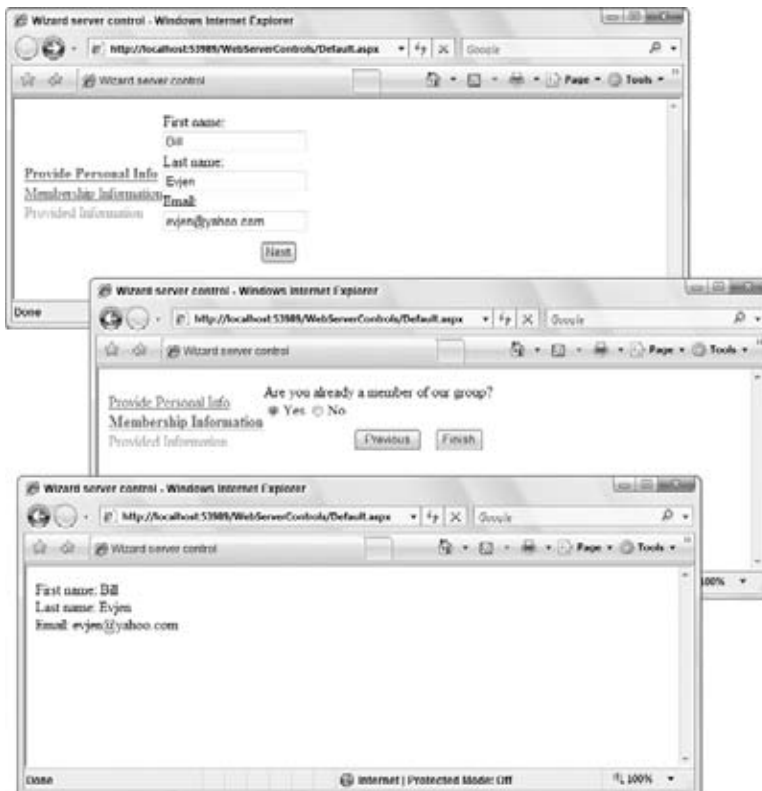 Wizard server control - Windows Internet Explorer
http://localhost:53989/WebServerControls/Default.aspx
Google
Wizard server control
Page
Tools
First name:
Bill
Last name:
Provide Personal Info
Evjen
Membership Information
Email:
Provided Information
evjen@yahoo.com
Next
Done
Wizard server control - Windows Internet Explorer
http://localhost:53989/WebServerControls/Default.aspx
Google
Wizard server control
Page
Tools
Are you already a member of our group?
Provide Personal Info
Yes No
Membership Information
Provided Information
Previous Finish
100%
Wizard server control - Windows Internet Explorer
http://localhost:53989/WebServerControls/Default.aspx
Google
Wizard server control
Page
Tools
First name: Bill
Last name: Evjen
Email: evjen@yahoo.com
Done
Internet | Protected Mode: Off
100%